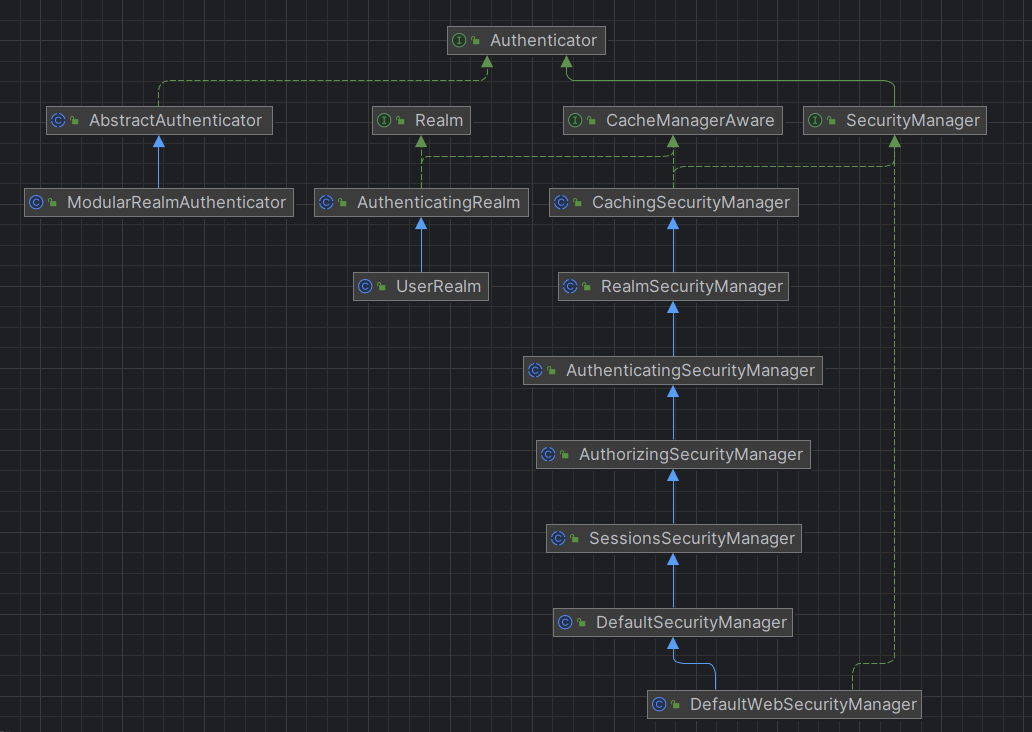 Authenticator
AbstractAuthenticator
Realm
CacheManagerAware
SecurityManager
ModularRealmAuthenticator
AuthenticatingRealm
CachingSecurityManager
UserRealm
RealmSecurityManager
AuthenticatingSecurityManager
AuthorizingSecurityManager
SessionsSecurityManager
DefaultSecurityManager
DefaultWebSecurityManager